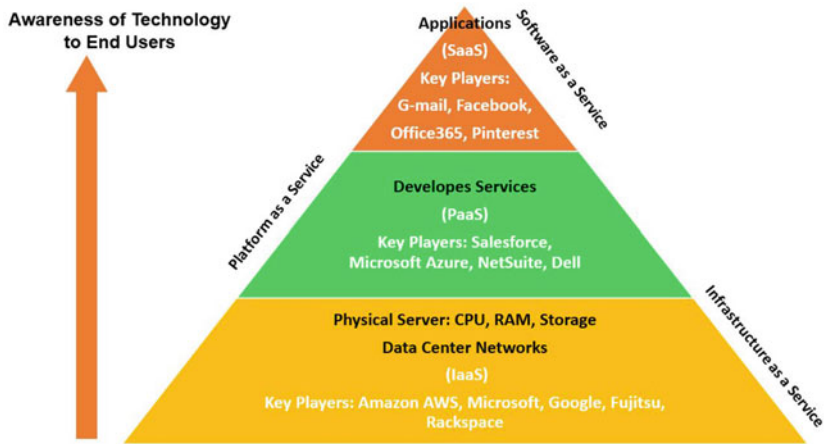 Awareness of Technology
to End Users
Applications
(SaaS)
Key Players:
G-mail, Facebook,
Office365, Pinterest
Software as a Service
Platform as a Service
Developes Services
(PaaS)
Key Players: Salesforce,
Microsoft Azure, NetSuite, Dell
Infrastructure as a Service
Physical Server: CPU, RAM, Storage
Data Center Networks
(IaaS)
Key Players: Amazon AWS, Microsoft, Google, Fujitsu,
Rackspace